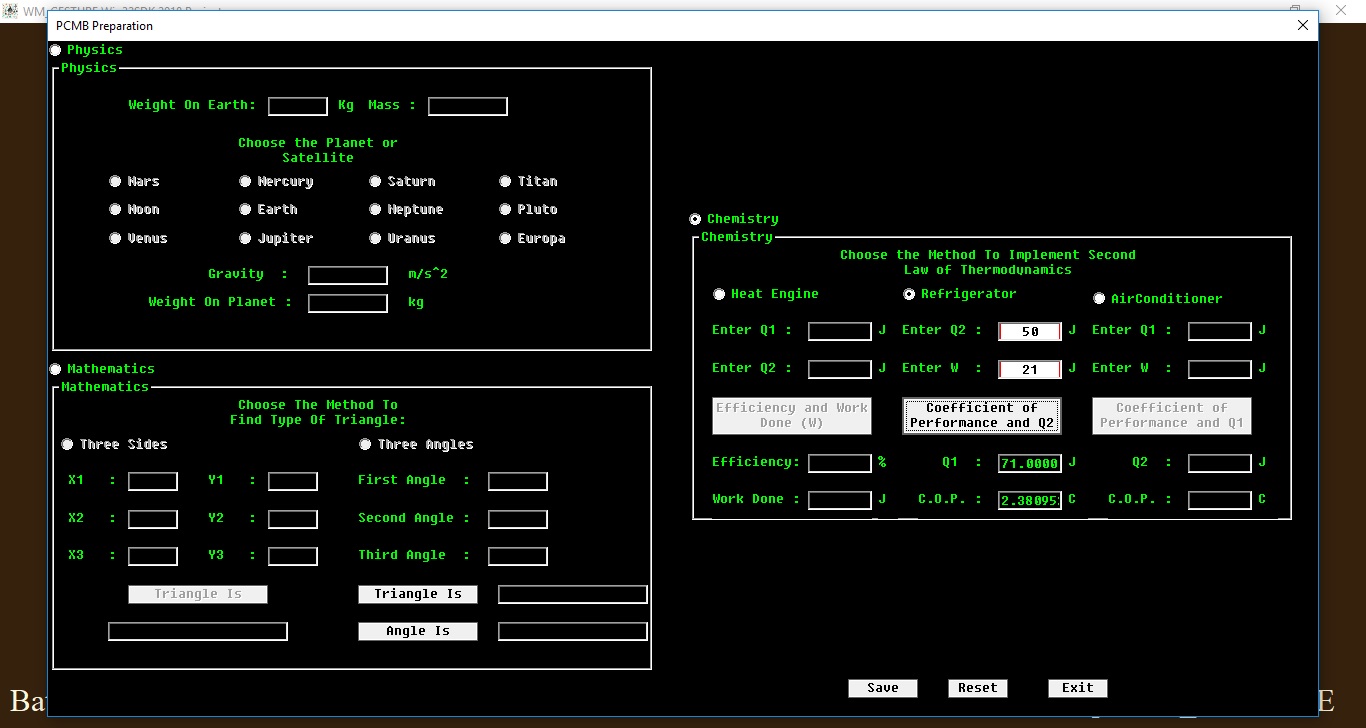 PCMB Preparation
Physics
Physics
Weight On Earth: Kg Mass :
Choose the Planet or
Satellite
Mars Mercury Saturn Titan
Moon Earth Neptune Pluto
Venus Jupiter Uranus Europa
Gravity : m/s^2
Weight On Planet : kg
Mathematics
Mathematics
Choose The Method To
Find Type Of Triangle:
Three Sides Three Angles
X1 : Y1 : First Angle :
X2 : Y2 : Second Angle :
X3 : Y3 : Third Angle :
Triangle Is Triangle Is
Angle Is
Chemistry
Chemistry
Choose the Method To Implement Second
Law of Thermodynamics
Heat Engine Refrigerator AirConditioner
Enter Q1 : J Enter Q2 : 50 J Enter Q1 : J
Enter Q2 : J Enter W : 21 J Enter W : J
Efficiency and Work
Done (W)
Coefficient of
Performance and Q2
Coefficient of
Performance and Q1
Efficiency: % Q1 : 71.0000 J Q2 : J
Work Done : J C.O.P. : 2.38095 C C.O.P. : C
Save Reset Exit
Ba
E